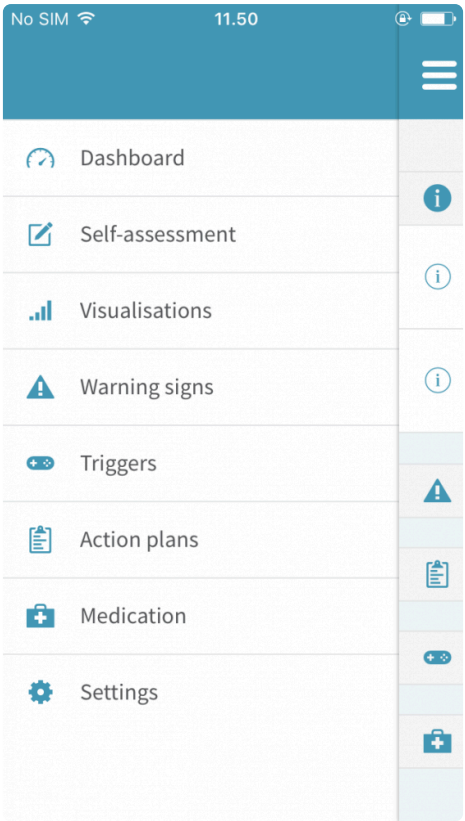 No SIM 11.50
Dashboard
Self-assessment
Visualisations
Warning signs
Triggers
Action plans
Medication
Settings